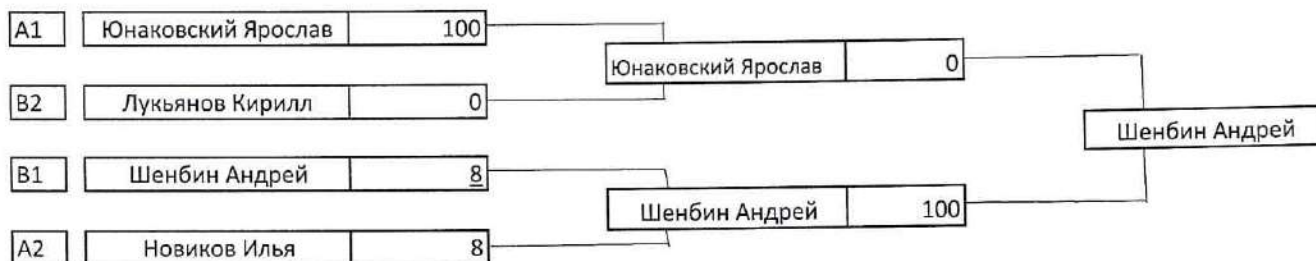 A1 Юнаковский Ярослав 100
Юнаковский Ярослав 0
B2 Лукьянов Кирилл 0
Шенбин Андрей
B1 Шенбин Андрей 8
Шенбин Андрей 100
A2 Новиков Илья 8